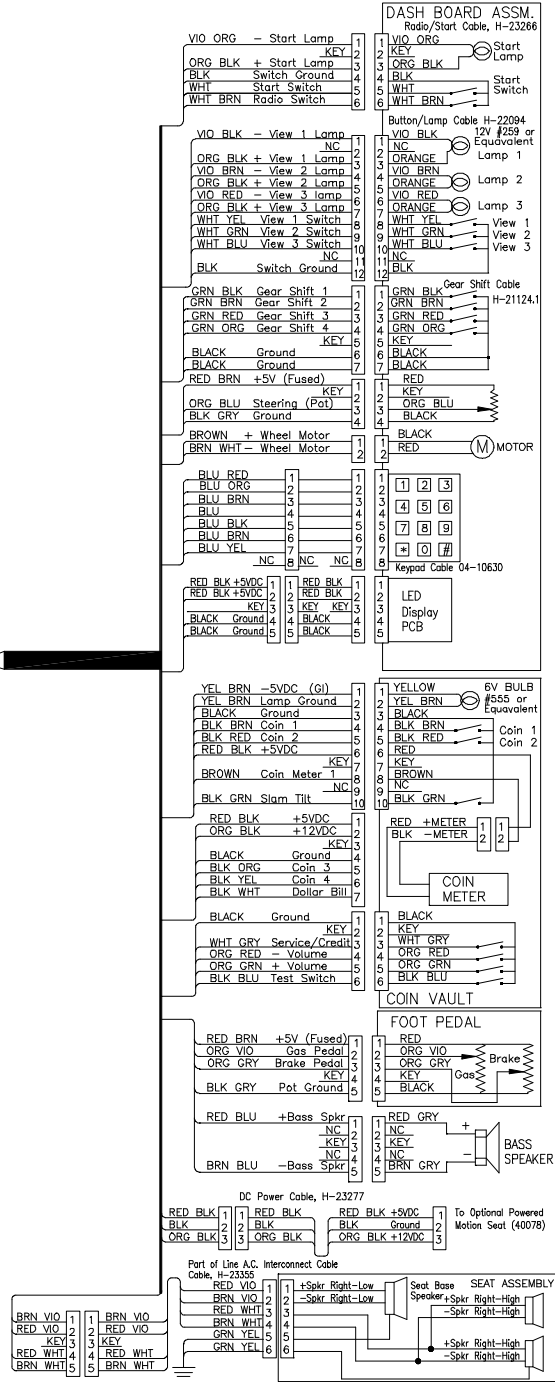 DASH BOARD ASSM.
Radio/Start Cable, H-23266
VIO ORG - Start Lamp 1 1 VIO ORG Start Lamp
KEY 2 2 KEY
ORG BLK + Start Lamp 3 3 ORG BLK
BLK Switch Ground 4 4 BLK Start Switch
WHT Start Switch 5 5 WHT
WHT BRN Radio Switch 6 6 WHT BRN
Button/Lamp Cable H-22094
12V #259 or Equavalent
VIO BLK - View 1 Lamp 1 1 VIO BLK
NC 2 2 NC
ORG BLK + View 1 Lamp 3 3 ORANGE Lamp 1
VIO BRN - View 2 Lamp 4 4 VIO BRN
ORG BLK + View 2 Lamp 5 5 ORANGE Lamp 2
VIO RED - View 3 lamp 6 6 VIO RED
ORG BLK + View 3 Lamp 7 7 ORANGE Lamp 3
WHT YEL View 1 Switch 8 8 WHT YEL View 1
WHT GRN View 2 Switch 9 9 WHT GRN View 2
WHT BLU View 3 Switch 10 10 WHT BLU View 3
NC 11 11 NC
BLK Switch Ground 12 12 BLK
Gear Shift Cable
H-21124.1
GRN BLK Gear Shift 1 1 1 GRN BLK
GRN BRN Gear Shift 2 2 2 GRN BRN
GRN RED Gear Shift 3 3 3 GRN RED
GRN ORG Gear Shift 4 4 4 GRN ORG
KEY 5 5 KEY
BLACK Ground 6 6 BLACK
BLACK Ground 7 7 BLACK
RED BRN +5V (Fused) 1 1 RED
KEY 2 2 KEY
ORG BLU Steering (Pot) 3 3 ORG BLU
BLK GRY Ground 4 4 BLACK
BROWN + Wheel Motor 1 1 BLACK
BRN WHT - Wheel Motor 2 2 RED M MOTOR
BLU RED 1 1 1
BLU ORG 2 2 2
BLU BRN 3 3 3
BLU 4 4 4
BLU BLK 5 5 5
BLU BRN 6 6 6
BLU YEL 7 7 7
NC 8 NC NC 8 8
1 2 3
4 5 6
7 8 9
* 0 #
Keypad Cable 04-10630
RED BLK +5VDC 1 1 RED BLK 1 1
RED BLK +5VDC 2 2 RED BLK 2 2
KEY 3 3 KEY KEY 3 3
BLACK Ground 4 4 BLACK 4 4
BLACK Ground 5 5 BLACK 5 5
LED
Display
PCB
YEL BRN -5VDC (GI) 1 1 YELLOW
YEL BRN Lamp Ground 2 2 YEL BRN
6V BULB
#555 or
Equavalent
BLACK Ground 3 3 BLACK
BLK BRN Coin 1 4 4 BLK BRN Coin 1
BLK RED Coin 2 5 5 BLK RED Coin 2
RED BLK +5VDC 6 6 RED
KEY 7 7 KEY
BROWN Coin Meter 1 8 8 BROWN
NC 9 9 NC
BLK GRN Slam Tilt 10 10 BLK GRN
RED BLK +5VDC 1
ORG BLK +12VDC 2
KEY 3
BLACK Ground 4
BLK ORG Coin 3 5
BLK YEL Coin 4 6
BLK WHT Dollar Bill 7
RED +METER 1 1
BLK -METER 2 2
COIN
METER
BLACK Ground 1 1 BLACK
KEY 2 2 KEY
WHT GRY Service/Credit 3 3 WHT GRY
ORG RED - Volume 4 4 ORG RED
ORG GRN + Volume 5 5 ORG GRN
BLK BLU Test Switch 6 6 BLK BLU
COIN VAULT
FOOT PEDAL
RED BRN +5V (Fused) 1 1 RED
ORG VIO Gas Pedal 2 2 ORG VIO Brake
ORG GRY Brake Pedal 3 3 ORG GRY
KEY 4 4 KEY Gas
BLK GRY Pot Ground 5 5 BLACK
RED BLU +Bass Spkr 1 1 RED GRY +
NC 2 2 NC
KEY 3 3 KEY
NC 4 4 NC
BRN BLU -Bass Spkr 5 5 BRN GRY -
BASS
SPEAKER
DC Power Cable, H-23277
RED BLK 1 1 RED BLK RED BLK +5VDC 1
BLK 2 2 BLK BLK Ground 2
ORG BLK 3 3 ORG BLK ORG BLK +12VDC 3
To Optional Powered
Motion Seat (40078)
Part of Line A.C. Interconnect Cable
Cable, H-23355
SEAT ASSEMBLY
RED VIO 1 1 +Spkr Right-Low
BRN VIO 2 2 -Spkr Right-Low
Seat Base
Speaker
RED WHT 3 3
BRN WHT 4 4
GRN YEL 5 5
GRN YEL 6 6
+Spkr Right-High
-Spkr Right-High
+Spkr Right-High
-Spkr Right-High
BRN VIO 1 1 BRN VIO
RED VIO 2 2 RED VIO
KEY 3 3 KEY
RED WHT 4 4 RED WHT
BRN WHT 5 5 BRN WHT